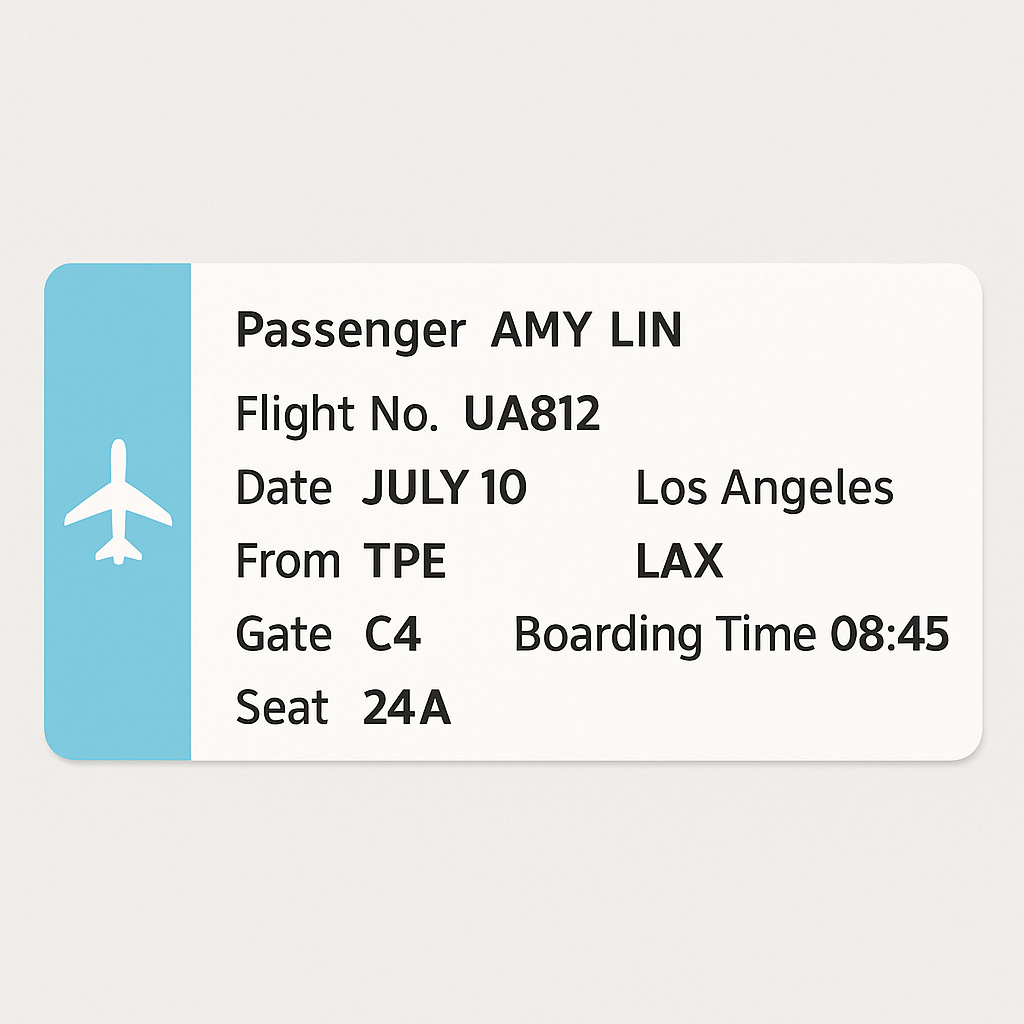 Passenger AMY LIN
Flight No. UA812
Date JULY 10 Los Angeles
From TPE LAX
Gate C4 Boarding Time 08:45
Seat 24A